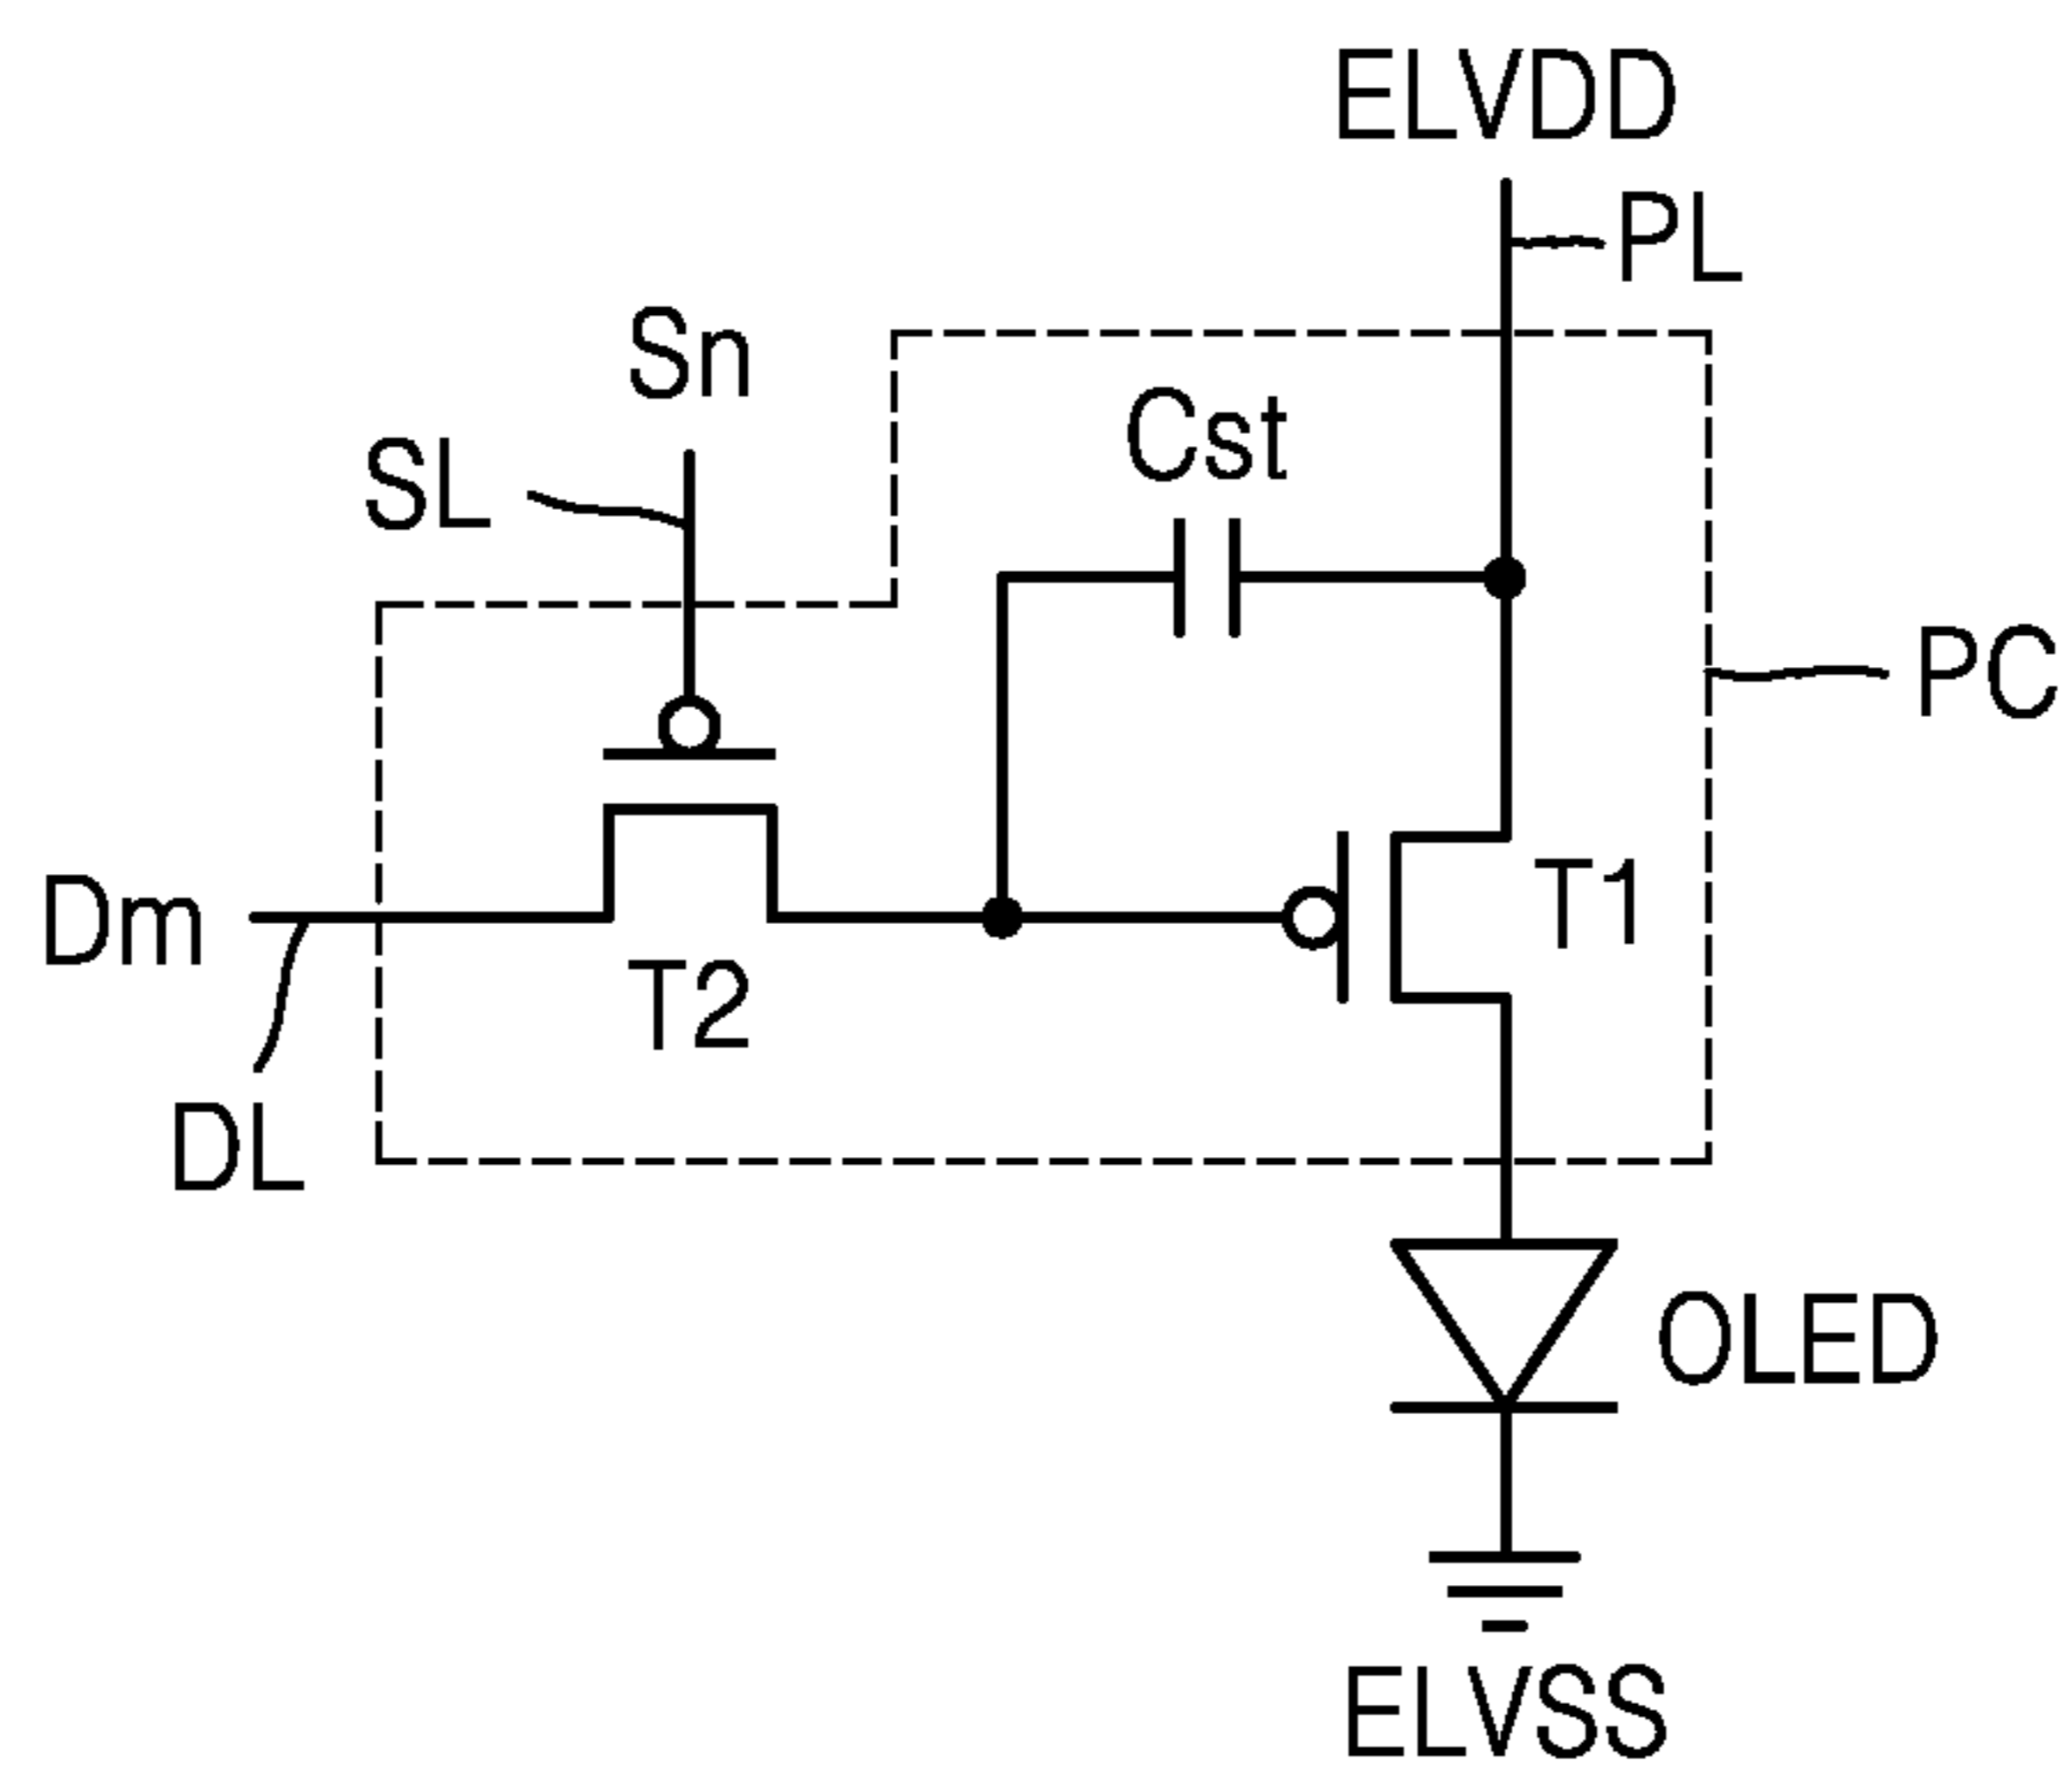 ELVDD
PL
Sn
Cst
SL
PC
T1
Dm
T2
DL
OLED
ELVSS